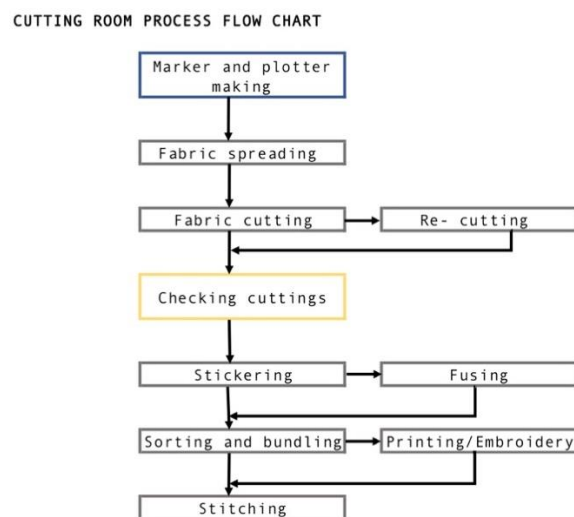 CUTTING ROOM PROCESS FLOW CHART
Marker and plotter
making
Fabric spreading
Fabric cutting
Re- cutting
Checking cuttings
Stickering
Fusing
Sorting and bundling
Printing/Embroidery
Stitching